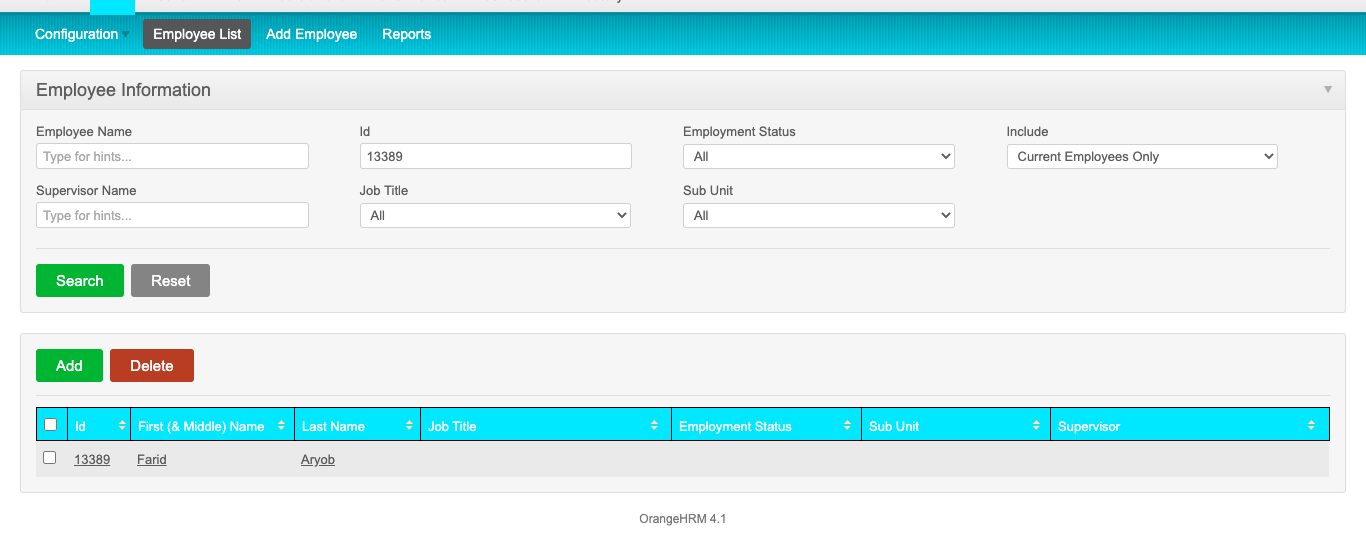 Configuration Employee List Add Employee Reports
Employee Information
Employee Name Id Employment Status Include
Type for hints... 13389 All Current Employees Only
Supervisor Name Job Title Sub Unit
Type for hints... All All
Search Reset
Add Delete
Id First (& Middle) Name Last Name Job Title Employment Status Sub Unit Supervisor
13389 Farid Aryob
OrangeHRM 4.1